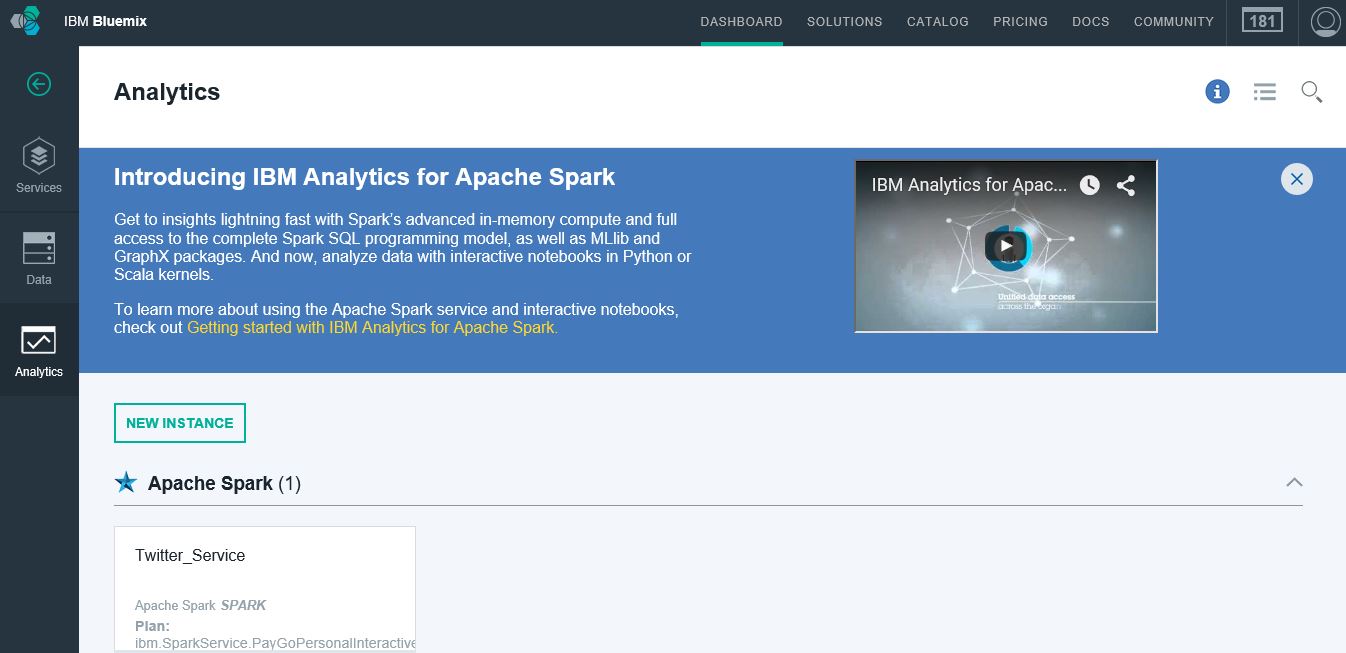 IBM Bluemix
DASHBOARD
SOLUTIONS
CATALOG
PRICING
DOCS
COMMUNITY
181
Services
Data
Analytics
Analytics
Introducing IBM Analytics for Apache Spark
Get to insights lightning fast with Spark's advanced in-memory compute and full
access to the complete Spark SQL programming model, as well as MLlib and
GraphX packages. And now, analyze data with interactive notebooks in Python or
Scala kernels.
To learn more about using the Apache Spark service and interactive notebooks,
check out Getting started with IBM Analytics for Apache Spark.
IBM Analytics for Apac...
Unified data access
across the organ
NEW INSTANCE
Apache Spark (1)
Twitter_Service
Apache Spark SPARK
Plan:
ibm.SparkService.PayGoPersonalInteractive